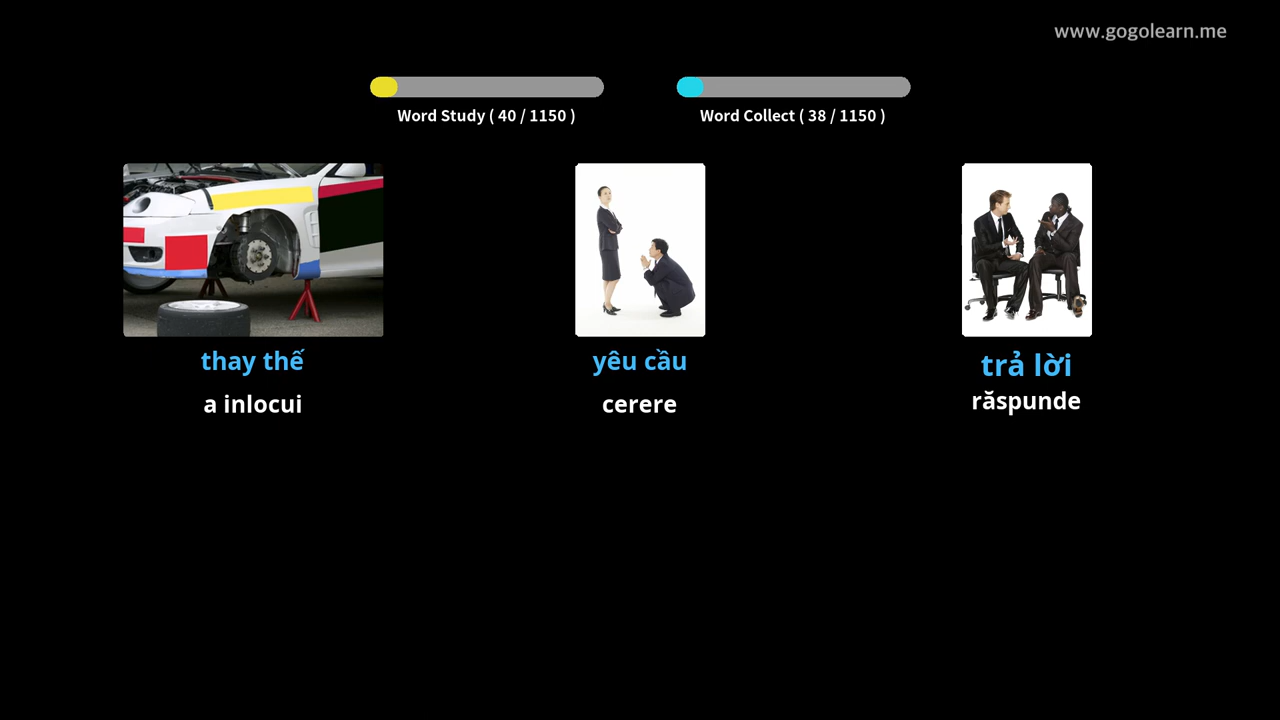 www.gogolearn.me
Word Study ( 40 / 1150 )
Word Collect ( 38 / 1150 )
thay thế
yêu cầu
trả lời
a inlocui
cerere
răspunde